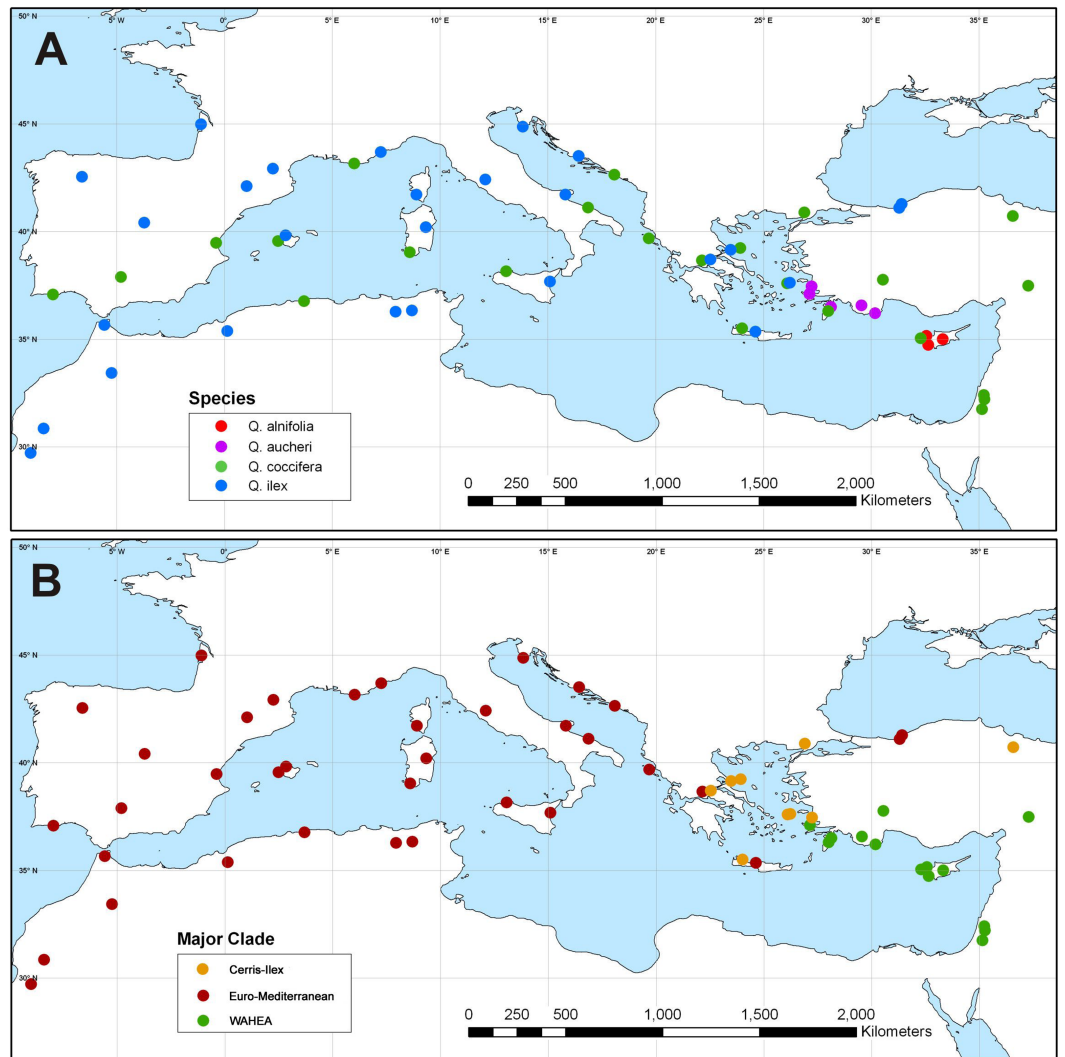 50° N 5° W 0° 5° E 10° E 15° E 20° E 25° E 30° E 35° E
A
45° N
40° N
35° N
30° N
Species
Q. alnifolia
Q. aucheri
Q. coccifera
Q. ilex
0 250 500 1,000 1,500 2,000
Kilometers
50° N 5° W 0° 5° E 10° E 15° E 20° E 25° E 30° E 35° E
B
45° N
40° N
35° N
30° N
Major Clade
Cerris-Ilex
Euro-Mediterranean
WAHEA
0 250 500 1,000 1,500 2,000
Kilometers